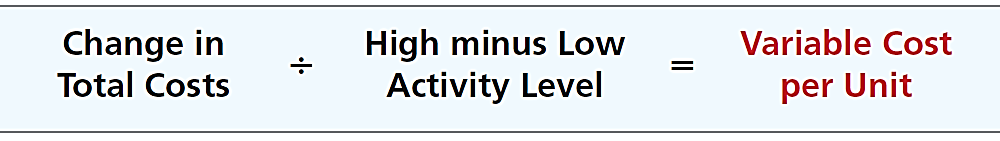 Change in
Total Costs
÷
High minus Low
Activity Level
=
Variable Cost
per Unit